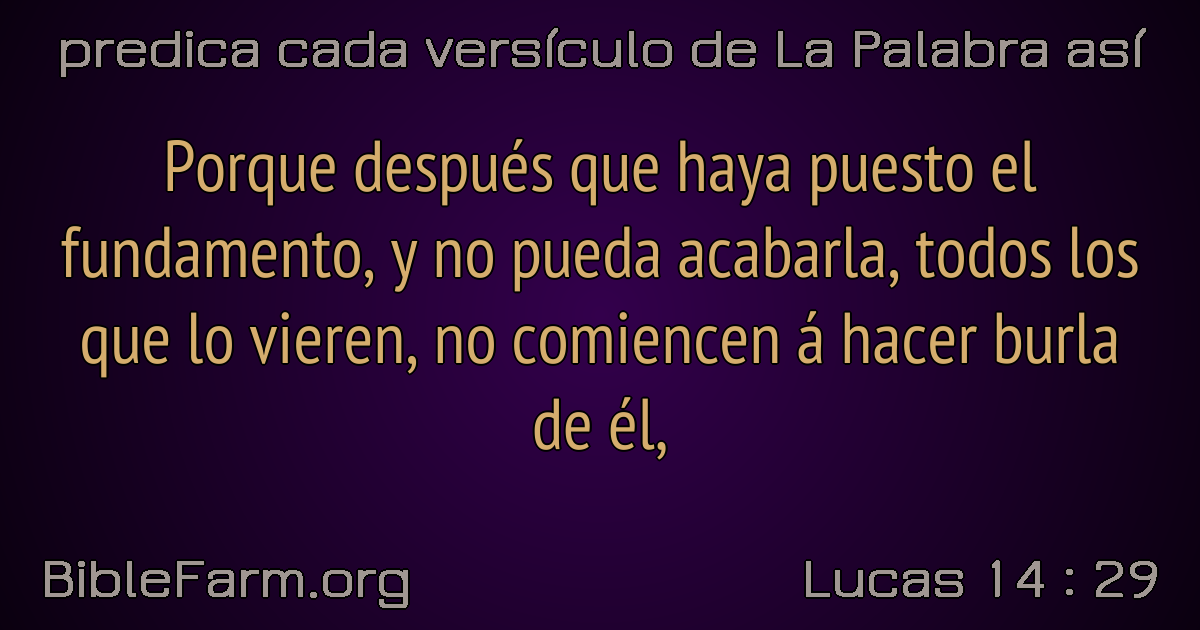 predica cada versículo de La Palabra así
Porque después que haya puesto el
fundamento, y no pueda acabarla, todos los
que lo vieren, no comiencen á hacer burla
de él,
BibleFarm.org
Lucas 14 : 29